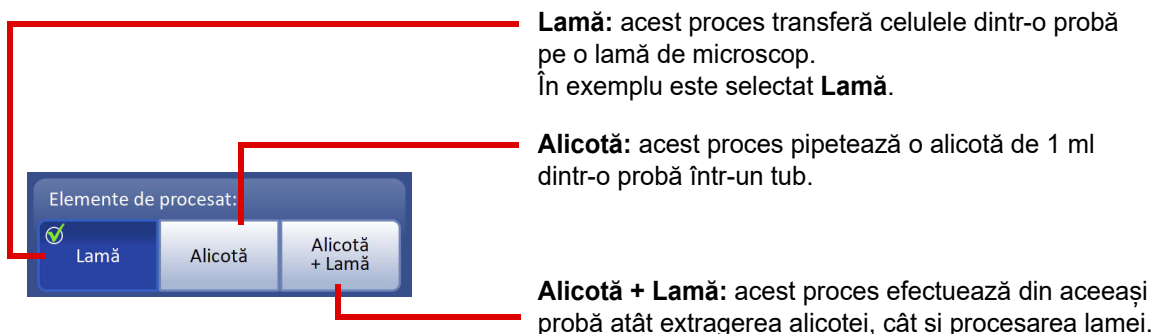 Lamă: acest proces transferă celulele dintr-o probă
pe o lamă de microscop.
În exemplu este selectat Lamă.
Alicotă: acest proces pipetează o alicotă de 1 ml
dintr-o probă într-un tub.
Elemente de procesat:
Lamă
Alicotă
Alicotă
+ Lamă
Alicotă + Lamă: acest proces efectuează din aceeași
probă atât extragerea alicotei, cât si procesarea lamei.